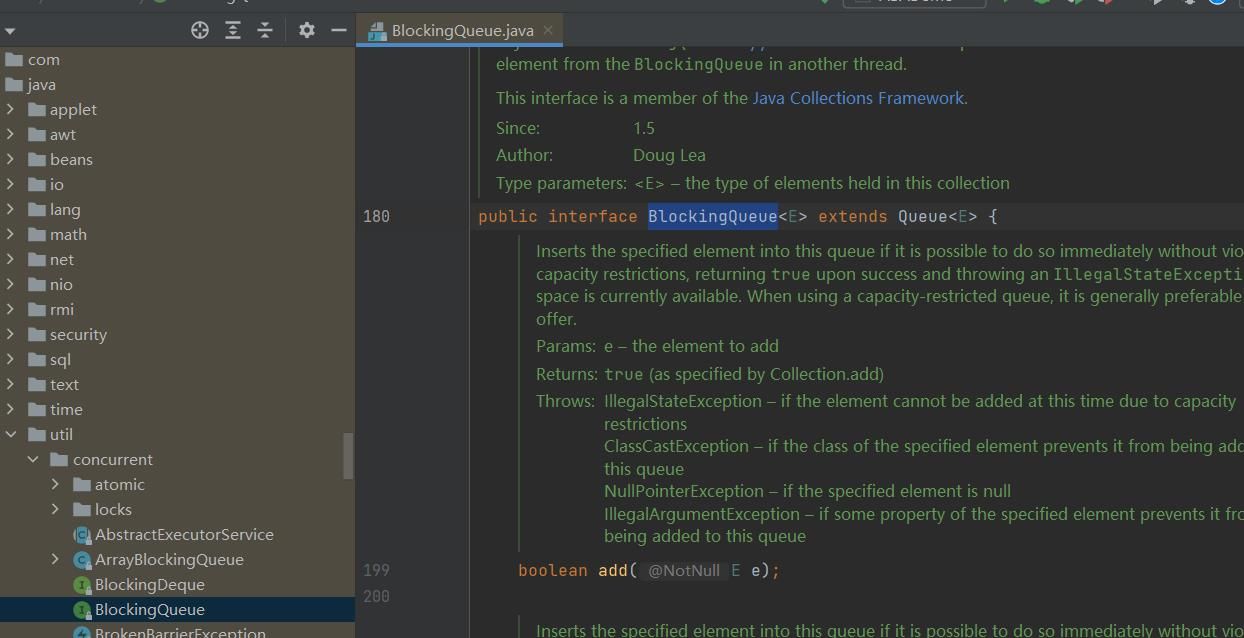 BlockingQueue.java
com
java
applet
awt
beans
io
lang
math
net
nio
rmi
security
sql
text
time
util
concurrent
atomic
locks
AbstractExecutorService
ArrayBlockingQueue
BlockingDeque
BlockingQueue
BrokenBarrierException
element from the BlockingQueue in another thread.
This interface is a member of the Java Collections Framework.
Since: 1.5
Author: Doug Lea
Type parameters: <E> – the type of elements held in this collection
180 public interface BlockingQueue<E> extends Queue<E> {
Inserts the specified element into this queue if it is possible to do so immediately without vio
capacity restrictions, returning true upon success and throwing an IllegalStateExcepti
space is currently available. When using a capacity-restricted queue, it is generally preferable
offer.
Params: e – the element to add
Returns: true (as specified by Collection.add)
Throws: IllegalStateException – if the element cannot be added at this time due to capacity
restrictions
ClassCastException – if the class of the specified element prevents it from being add
this queue
NullPointerException – if the specified element is null
IllegalArgumentException – if some property of the specified element prevents it fro
being added to this queue
199 boolean add( @NotNull E e);
200
Inserts the specified element into this queue if it is possible to do so immediately without vio